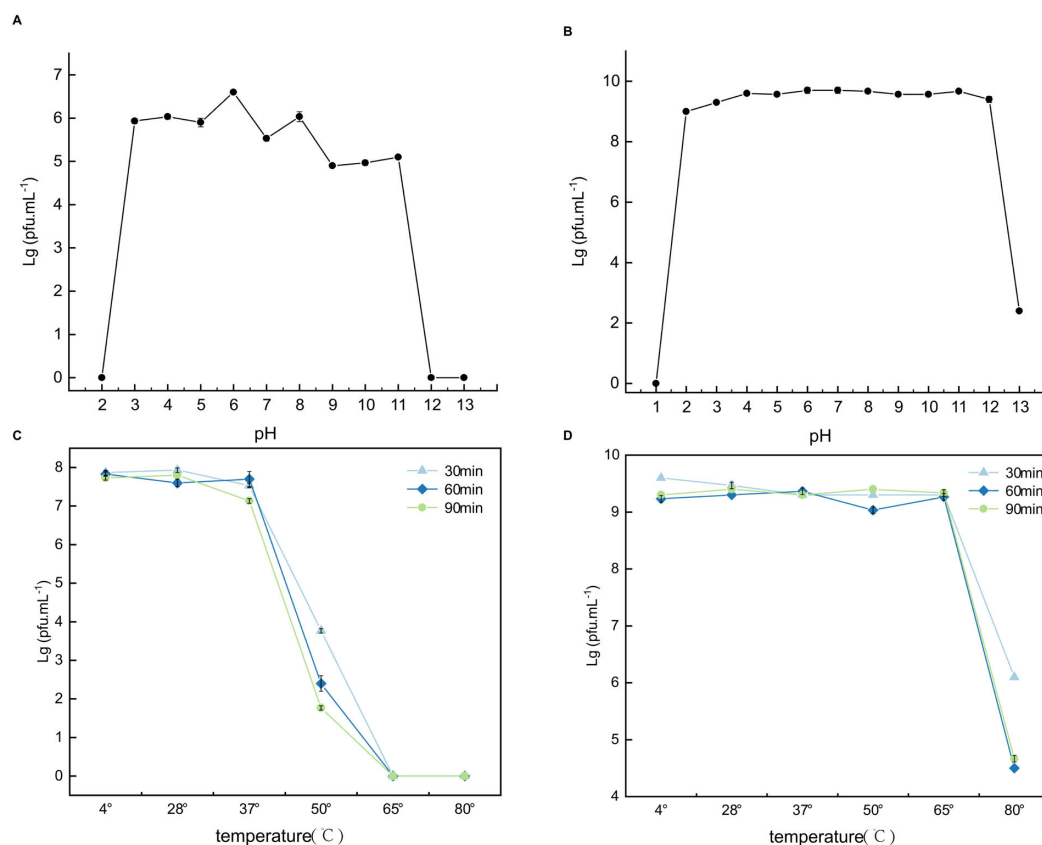 A
7
6
5
4
3
2
1
0
Lg (pfu.mL-1)
2 3 4 5 6 7 8 9 10 11 12 13
pH
B
10
8
6
4
2
0
Lg (pfu.mL-1)
1 2 3 4 5 6 7 8 9 10 11 12 13
pH
C
8
7
6
5
4
3
2
1
0
Lg (pfu.mL-1)
30min
60min
90min
4° 28° 37° 50° 65° 80°
temperature(℃)
D
10
9
8
7
6
5
4
Lg (pfu.mL-1)
30min
60min
90min
4° 28° 37° 50° 65° 80°
temperature(℃)